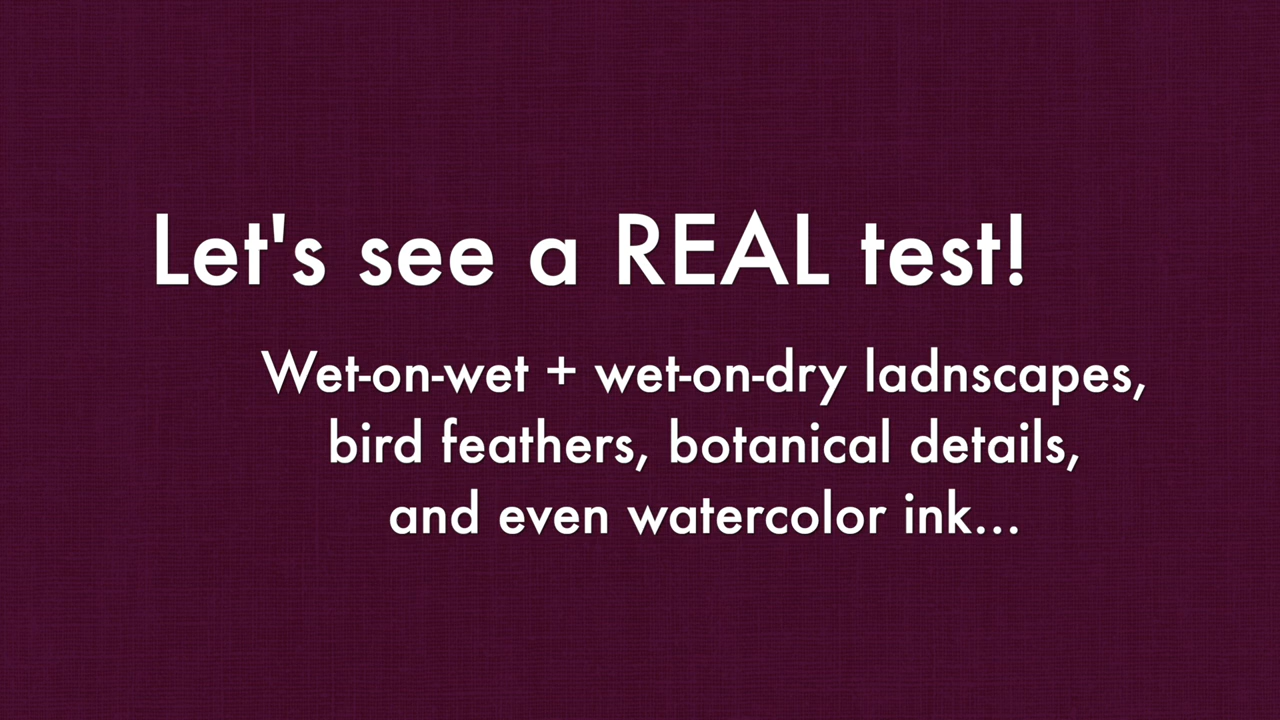 Let's see a REAL test!
Wet-on-wet + wet-on-dry ladnscapes,
bird feathers, botanical details,
and even watercolor ink...